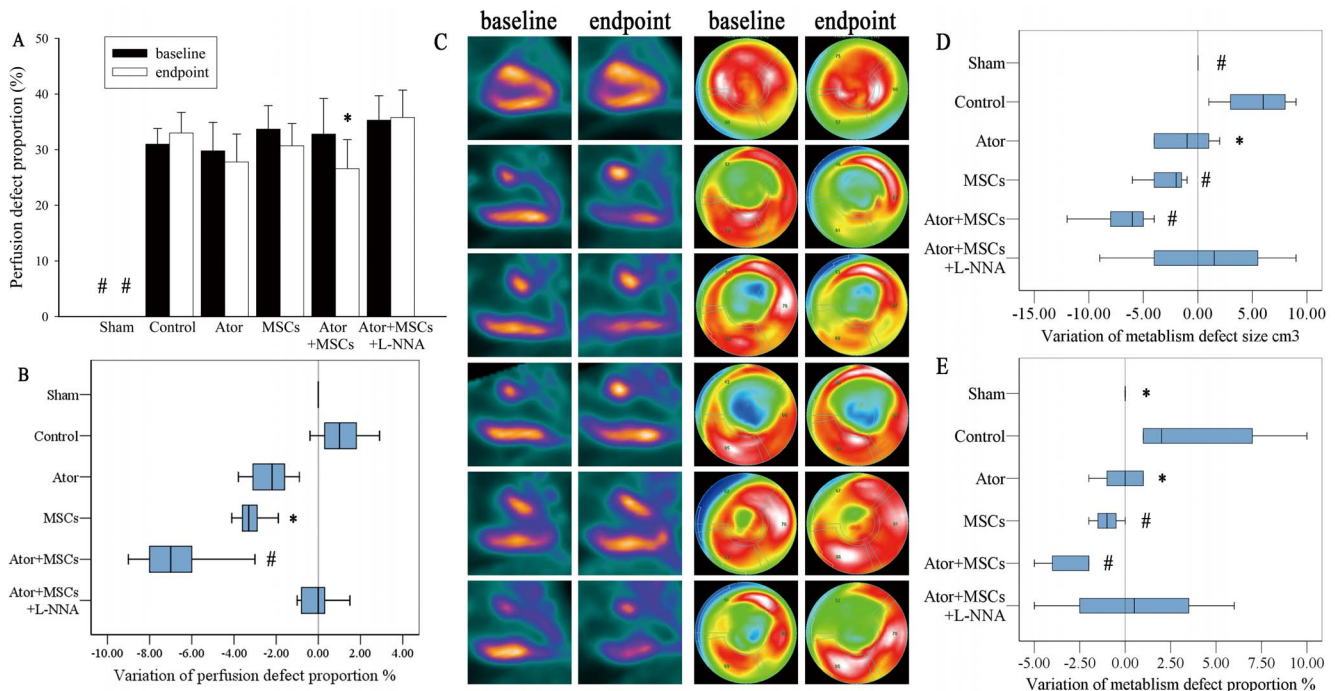 A
50
40
30
20
10
0
Perfusion defect proportion (%)
baseline
endpoint
*
# #
Sham
Control
Ator
MSCs
Ator
+MSCs
Ator+MSCs
+L-NNA
B
Sham
Control
Ator
MSCs
*
Ator+MSCs
#
Ator+MSCs
+L-NNA
-10.00 -8.00 -6.00 -4.00 -2.00 0.00 2.00 4.00
Variation of perfusion defect proportion %
C
baseline endpoint baseline endpoint
D
Sham
#
Control
Ator
*
MSCs
#
Ator+MSCs
#
Ator+MSCs
+L-NNA
-15.00 -10.00 -5.00 0.00 5.00 10.00
Variation of metablism defect size cm3
E
Sham
*
Control
Ator
*
MSCs
#
Ator+MSCs
#
Ator+MSCs
+L-NNA
-5.00 -2.50 0.00 2.50 5.00 7.50 10.00
Variation of metablism defect proportion %